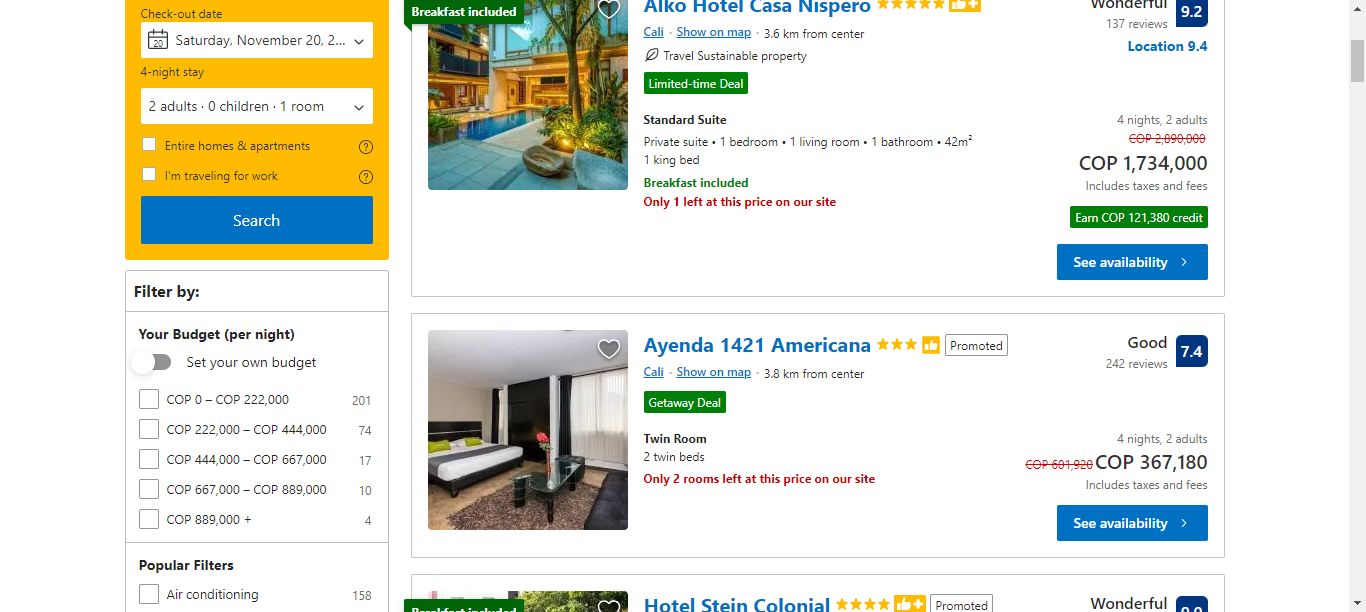 Check-out date
20
Saturday, November 20, 2...
4-night stay
2 adults · 0 children · 1 room
Entire homes & apartments
I'm traveling for work
Search
Filter by:
Your Budget (per night)
Set your own budget
COP 0 – COP 222,000 201
COP 222,000 – COP 444,000 74
COP 444,000 – COP 667,000 17
COP 667,000 – COP 889,000 10
COP 889,000 + 4
Popular Filters
Air conditioning 158
Breakfast included
Alko Hotel Casa Nispero
Cali · Show on map · 3.6 km from center
Travel Sustainable property
Limited-time Deal
Standard Suite
Private suite • 1 bedroom • 1 living room • 1 bathroom • 42m²
1 king bed
Breakfast included
Only 1 left at this price on our site
Wonderful 9.2
137 reviews
Location 9.4
4 nights, 2 adults
COP 2,890,000
COP 1,734,000
Includes taxes and fees
Earn COP 121,380 credit
See availability
Ayenda 1421 Americana Promoted
Cali · Show on map · 3.8 km from center
Getaway Deal
Twin Room
2 twin beds
Only 2 rooms left at this price on our site
Good 7.4
242 reviews
4 nights, 2 adults
COP 601,920 COP 367,180
Includes taxes and fees
See availability
Breakfast included
Hotel Stein Colonial Promoted
Wonderful